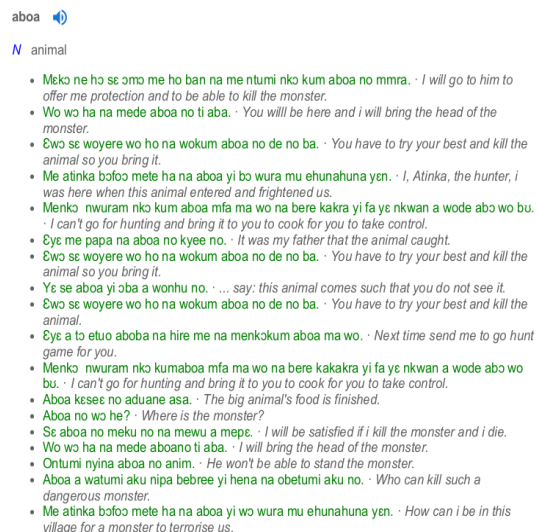 aboa
N animal
• Mɛkɔ ne hɔ sɛ ɔmɔ me ho ban na me ntumi nkɔ kum aboa no mmra. · I will go to him to
offer me protection and to be able to kill the monster.
• Wo wɔ ha na mede aboa no ti aba. · You willl be here and i will bring the head of the
monster.
• Ɛwɔ sɛ woyere wo ho na wokum aboa no de no ba. · You have to try your best and kill the
animal so you bring it.
• Me atinka bɔfoɔ mete ha na aboa yi bɔ wura mu ehunahuna yɛn. · I, Atinka, the hunter, i
was here when this animal entered and frightened us.
• Menkɔ nwuram nkɔ kum aboa mfa ma wo na bere kakra yi fa yɛ nkwan a wode abɔ wo bʋ.
· I can't go for hunting and bring it to you to cook for you to take control.
• Ɛyɛ me papa na aboa no kyee no. · It was my father that the animal caught.
• Ɛwɔ sɛ woyere wo ho na wokum aboa no de no ba. · You have to try your best and kill the
animal so you bring it.
• Yɛ se aboa yi ɔba a wonhu no. · ... say: this animal comes such that you do not see it.
• Ɛwɔ sɛ woyere wo ho na wokum aboa no de no ba. · You have to try your best and kill the
animal.
• Ɛyɛ a tɔ etuo aboba na hire me na menkɔkum aboa ma wo. · Next time send me to go hunt
game for you.
• Menkɔ nwuram nkɔ kumaboa mfa ma wo na bere kakakra yi fa yɛ nkwan a wode abɔ wo
bʋ. · I can't go for hunting and bring it to you to cook for you to take control.
• Aboa kɛseɛ no aduane asa. · The big animal's food is finished.
• Aboa no wɔ he? · Where is the monster?
• Sɛ aboa no meku no na mewu a mepɛ. · I will be satisfied if i kill the monster and i die.
• Wo wɔ ha na mede aboano ti aba. · I will bring the head of the monster.
• Ontumi nyina aboa no anim. · He won't be able to stand the monster.
• Aboa a watumi aku nipa bebree yi hena na obetumi aku no. · Who can kill such a
dangerous monster.
• Me atinka bɔfoɔ mete ha na aboa yi wo wura mu ehunahuna yɛn. · How can i be in this
village for a monster to terrorise us.